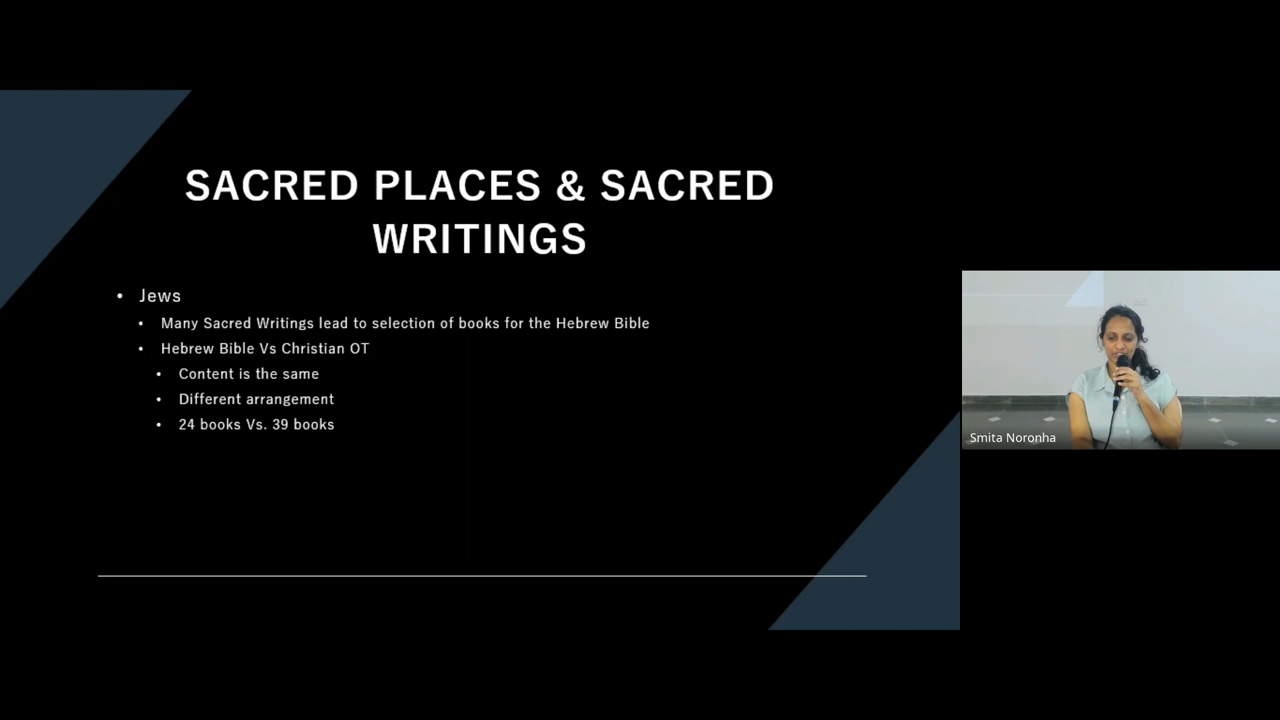 SACRED PLACES & SACRED
WRITINGS
• Jews
• Many Sacred Writings lead to selection of books for the Hebrew Bible
• Hebrew Bible Vs Christian OT
• Content is the same
• Different arrangement
• 24 books Vs. 39 books
Smita Noronha